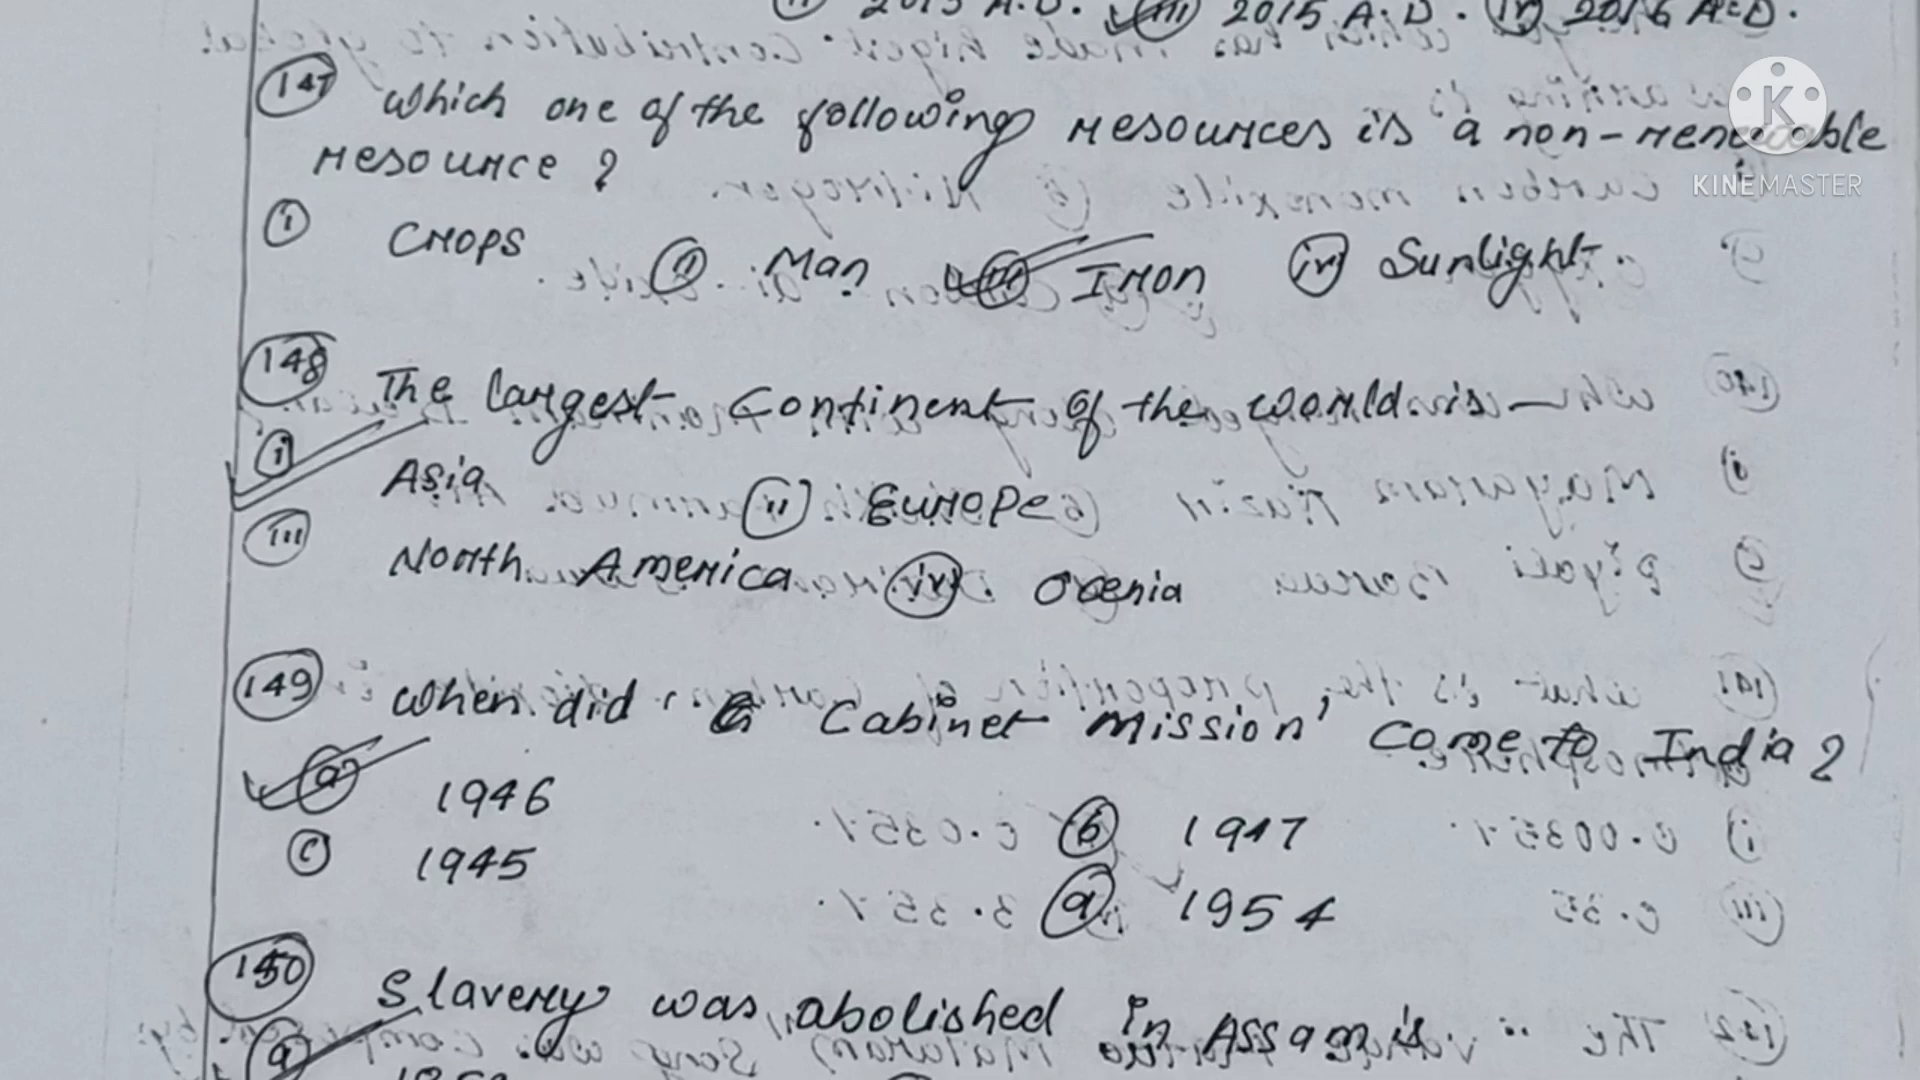 ii 2015 A.D. iii 2015 A.D. iv 2016 A.D.
147 Which one of the following resources is a non-renewable
resource ?
i Crops ii Man iii Iron iv Sunlight.
148 The largest Continent of the world is —
i Asia ii Europe
iii North America iv Ocenia
149 When did ' Cabinet Mission' Come to India ?
a 1946 b 1947
c 1945 d 1954
150 Slavery was abolished in Assam is
a
K
KINEMASTER